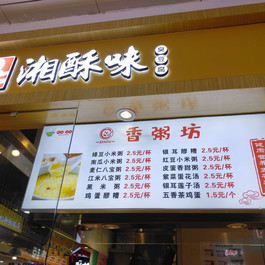 湘酥味
臭豆腐
香粥坊
绿豆小米粥 2.5元/杯
南瓜小米粥 2.5元/杯
麦仁八宝粥 2.5元/杯
江米八宝粥 2.5元/杯
黑米粥 2.5元/杯
鸡蛋醪糟 2.5元/杯
银耳醪糟 2.5元/杯
红豆小米粥 2.5元/杯
皮蛋香甜粥 2.5元/杯
紫菜蛋花汤 2.5元/杯
银耳莲子汤 2.5元/杯
五香茶鸡蛋 1.5元/个